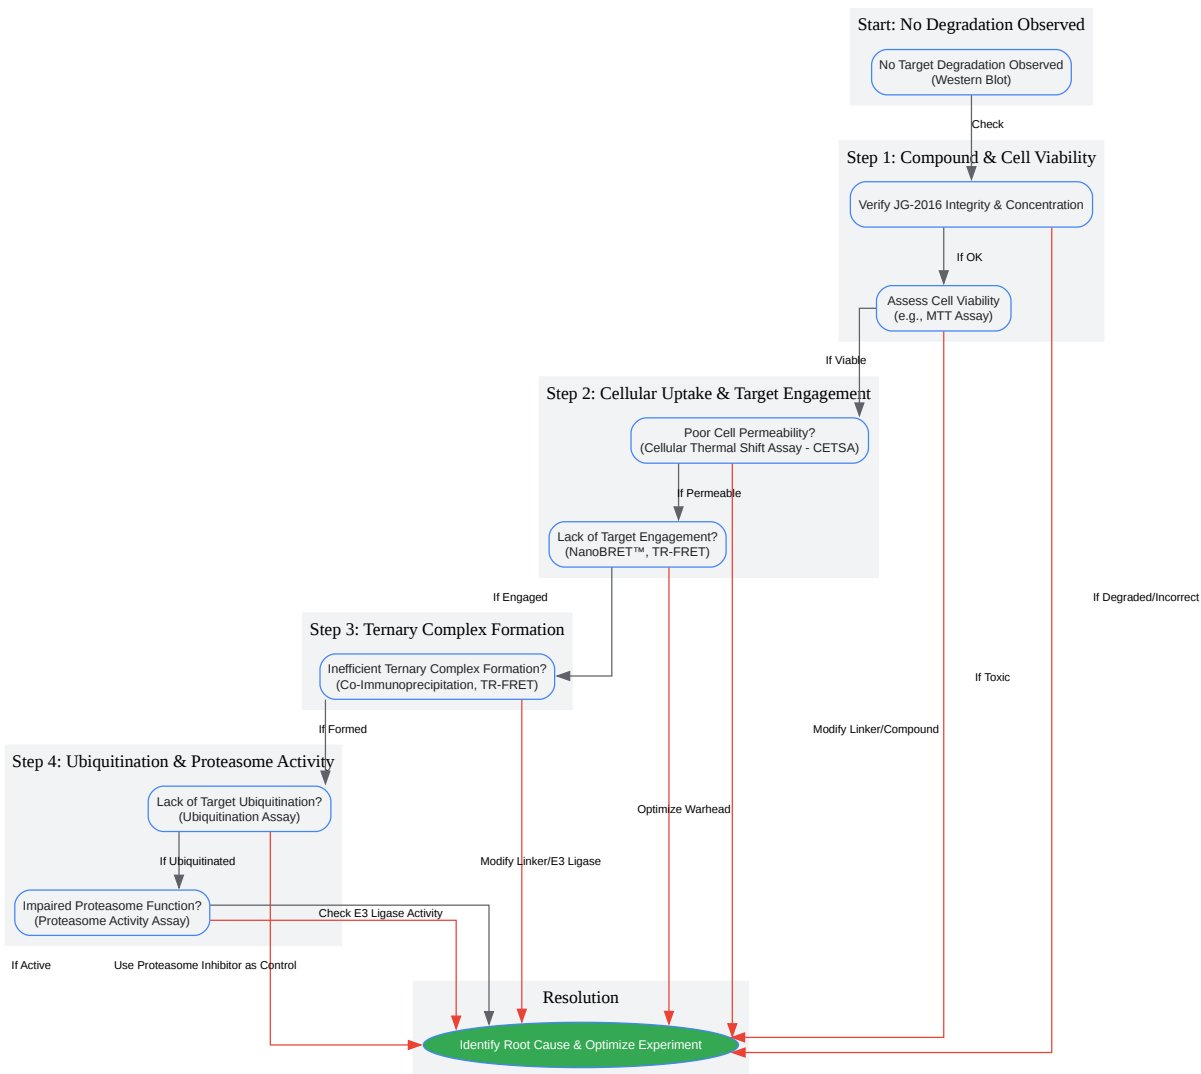 Start: No Degradation Observed
No Target Degradation Observed
(Western Blot)
Check
Step 1: Compound & Cell Viability
Verify JG-2016 Integrity & Concentration
If OK
Assess Cell Viability
(e.g., MTT Assay)
If Viable
Step 2: Cellular Uptake & Target Engagement
Poor Cell Permeability?
(Cellular Thermal Shift Assay - CETSA)
If Permeable
Lack of Target Engagement?
(NanoBRET™, TR-FRET)
If Engaged
If Degraded/Incorrect
Step 3: Ternary Complex Formation
Inefficient Ternary Complex Formation?
(Co-Immunoprecipitation, TR-FRET)
If Toxic
If Formed
Modify Linker/Compound
Step 4: Ubiquitination & Proteasome Activity
Lack of Target Ubiquitination?
(Ubiquitination Assay)
Optimize Warhead
If Ubiquitinated
Modify Linker/E3 Ligase
Impaired Proteasome Function?
(Proteasome Activity Assay)
Check E3 Ligase Activity
If Active
Use Proteasome Inhibitor as Control
Resolution
Identify Root Cause & Optimize Experiment